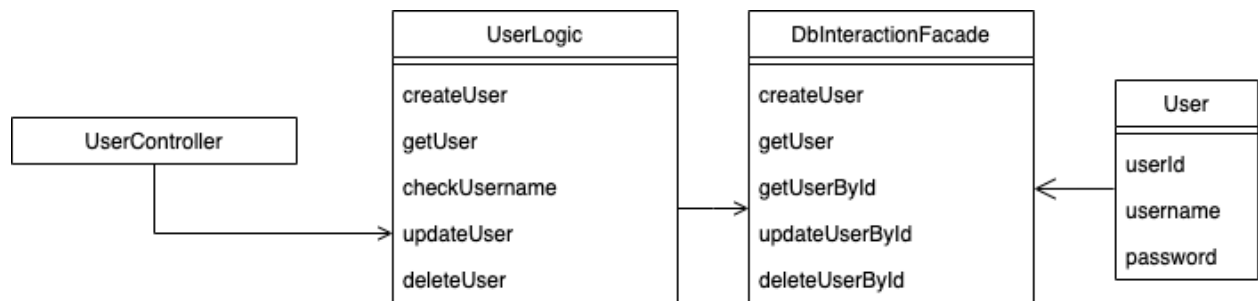 UserController
UserLogic
createUser
getUser
checkUsername
updateUser
deleteUser
DbInteractionFacade
createUser
getUser
getUserById
updateUserById
deleteUserById
User
userId
username
password